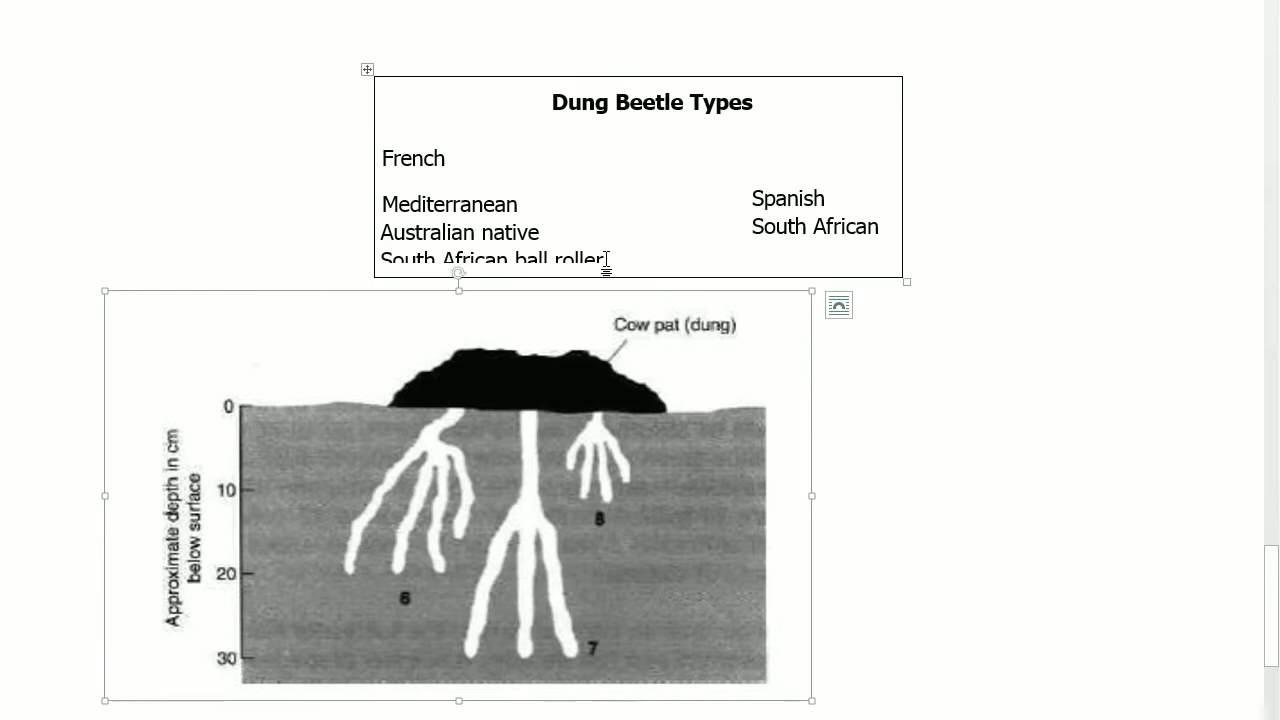 Dung Beetle Types
French
Mediterranean
Spanish
Australian native
South African
South African ball roller
Cow pat (dung)
Approximate depth in cm
below surface
0
10
20
30
6
7
8